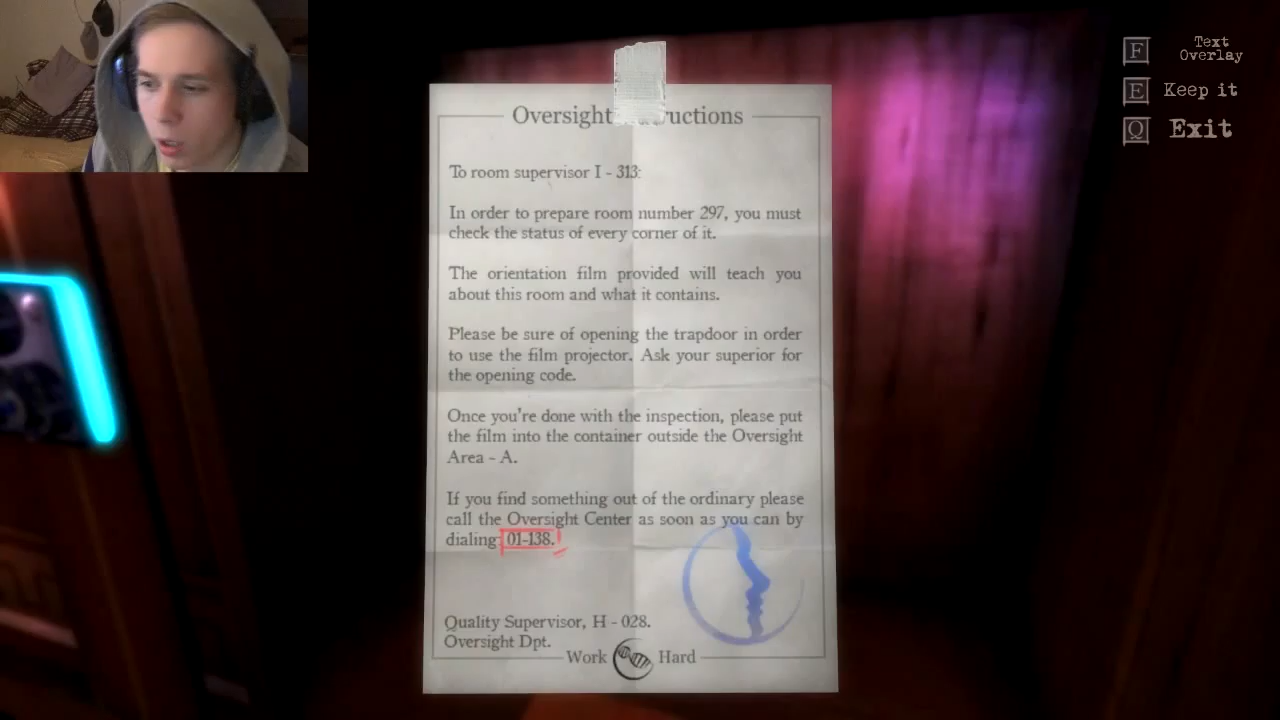 Oversight   ructions
To room supervisor I - 313:
In order to prepare room number 297, you must
check the status of every corner of it.
The orientation film provided will teach you
about this room and what it contains.
Please be sure of opening the trapdoor in order
to use the film projector. Ask your superior for
the opening code.
Once you're done with the inspection, please put
the film into the container outside the Oversight
Area - A.
If you find something out of the ordinary please
call the Oversight Center as soon as you can by
dialing: 01-138.
Quality Supervisor, H - 028.
Oversight Dpt.
Work Hard
F Text
Overlay
E Keep it
Q Exit